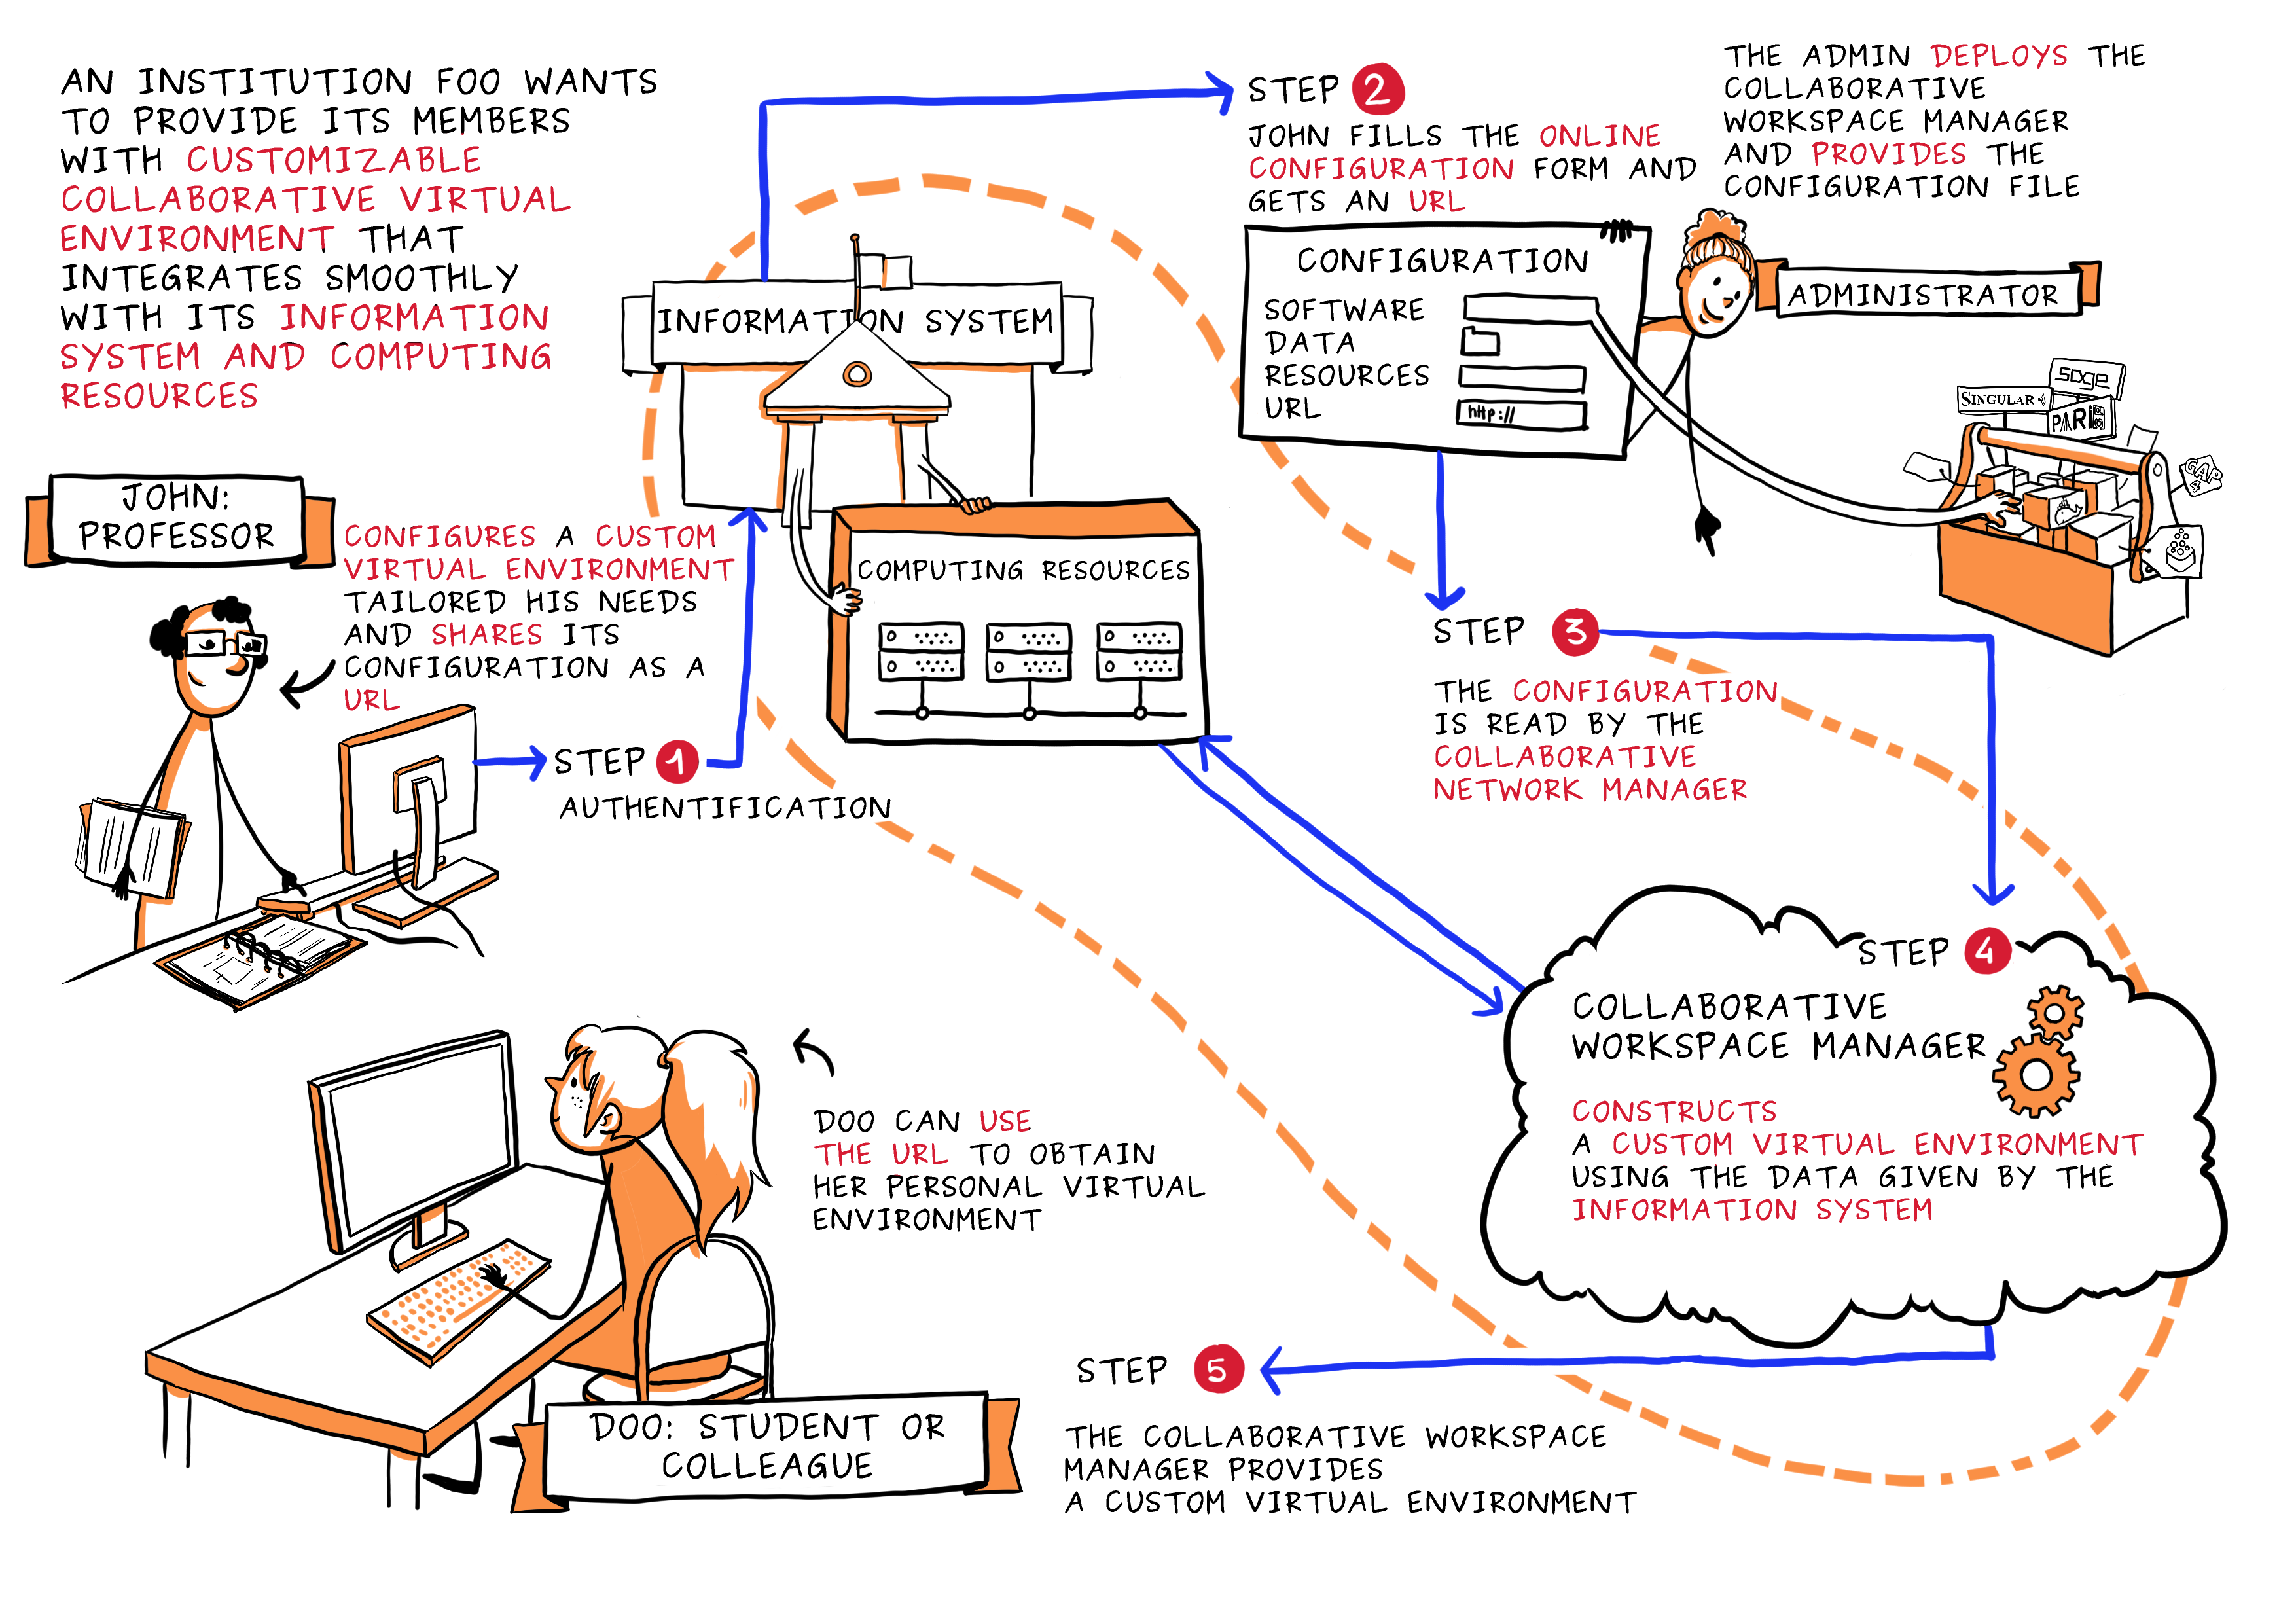 AN INSTITUTION FOO WANTS
TO PROVIDE ITS MEMBERS
WITH CUSTOMIZABLE
COLLABORATIVE VIRTUAL
ENVIRONMENT THAT
INTEGRATES SMOOTHLY
WITH ITS INFORMATION
SYSTEM AND COMPUTING
RESOURCES
JOHN:
PROFESSOR
CONFIGURES A CUSTOM
VIRTUAL ENVIRONMENT
TAILORED HIS NEEDS
AND SHARES ITS
CONFIGURATION AS A
URL
STEP 1
AUTHENTIFICATION
INFORMATION SYSTEM
COMPUTING RESOURCES
STEP 2
JOHN FILLS THE ONLINE
CONFIGURATION FORM AND
GETS AN URL
THE ADMIN DEPLOYS THE
COLLABORATIVE
WORKSPACE MANAGER
AND PROVIDES THE
CONFIGURATION FILE
CONFIGURATION
SOFTWARE
DATA
RESOURCES
URL http://
ADMINISTRATOR
sage
SINGULAR
PARI
GAP
4
STEP 3
THE CONFIGURATION
IS READ BY THE
COLLABORATIVE
NETWORK MANAGER
STEP 4
COLLABORATIVE
WORKSPACE MANAGER
CONSTRUCTS
A CUSTOM VIRTUAL ENVIRONMENT
USING THE DATA GIVEN BY THE
INFORMATION SYSTEM
STEP 5
THE COLLABORATIVE WORKSPACE
MANAGER PROVIDES
A CUSTOM VIRTUAL ENVIRONMENT
DOO CAN USE
THE URL TO OBTAIN
HER PERSONAL VIRTUAL
ENVIRONMENT
DOO: STUDENT OR
COLLEAGUE